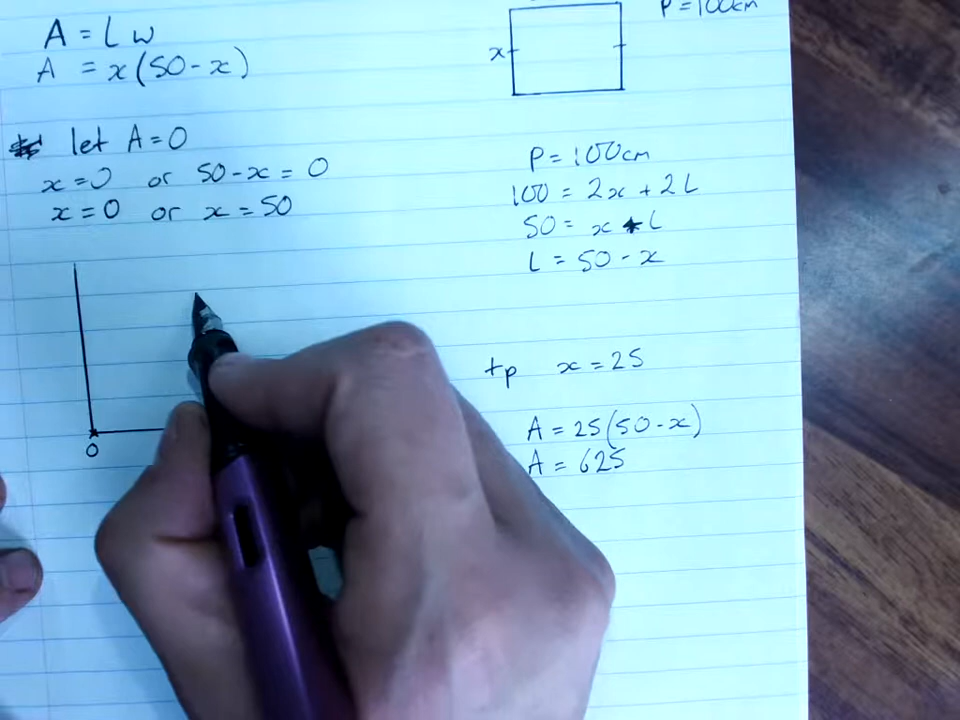 A = L w
A = x(50 - x)
let A = 0
x = 0 or 50 - x = 0
x = 0 or x = 50
0
P = 100cm
x
P = 100cm
100 = 2x + 2L
50 = x + L
L = 50 - x
tp x = 25
A = 25(50 - x)
A = 625